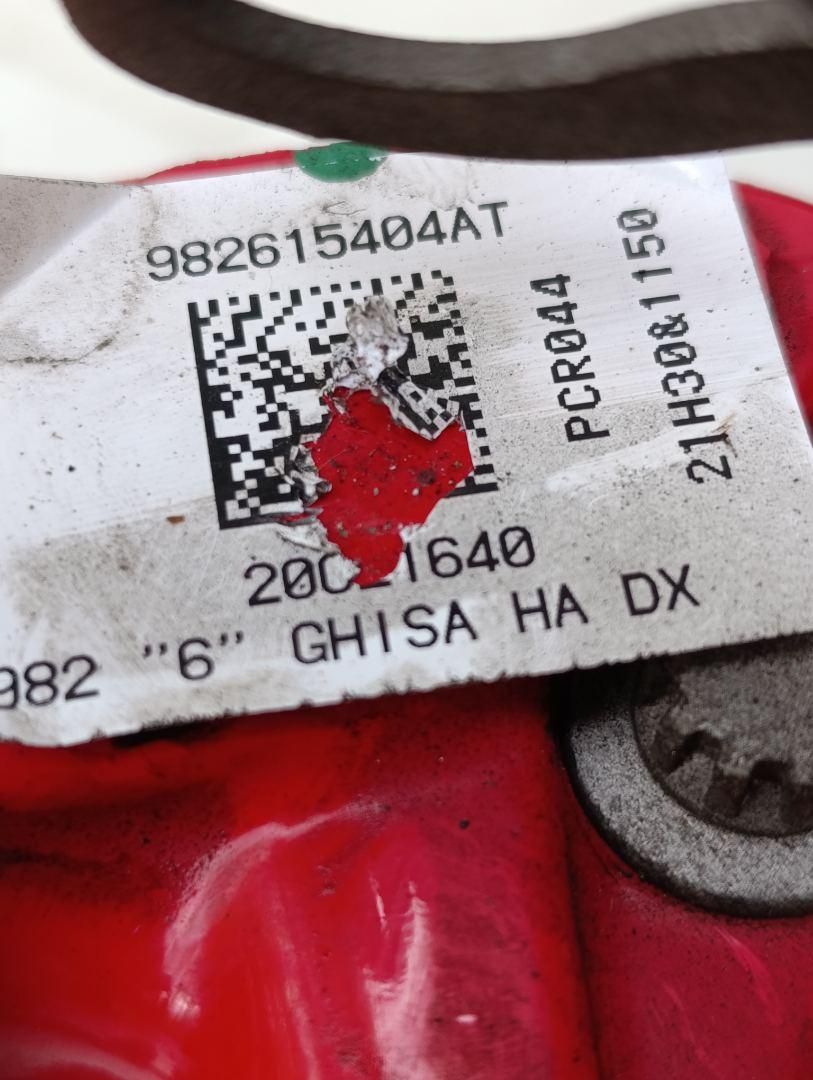 982615404AT
PCR044
21H30&1150
982 "6" GHISA HA DX